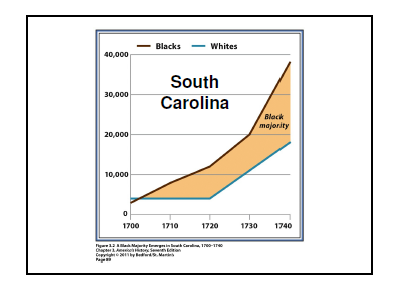 Blacks Whites
40,000
South
Carolina
30,000
Black
majority
20,000
10,000
0
1700 1710 1720 1730 1740
Figure 3.2 A Black Majority Emerges in South Carolina, 1700–1740
Chapter 3, America's History, Seventh Edition
Copyright © 2011 by Bedford/St. Martin's
Page 89